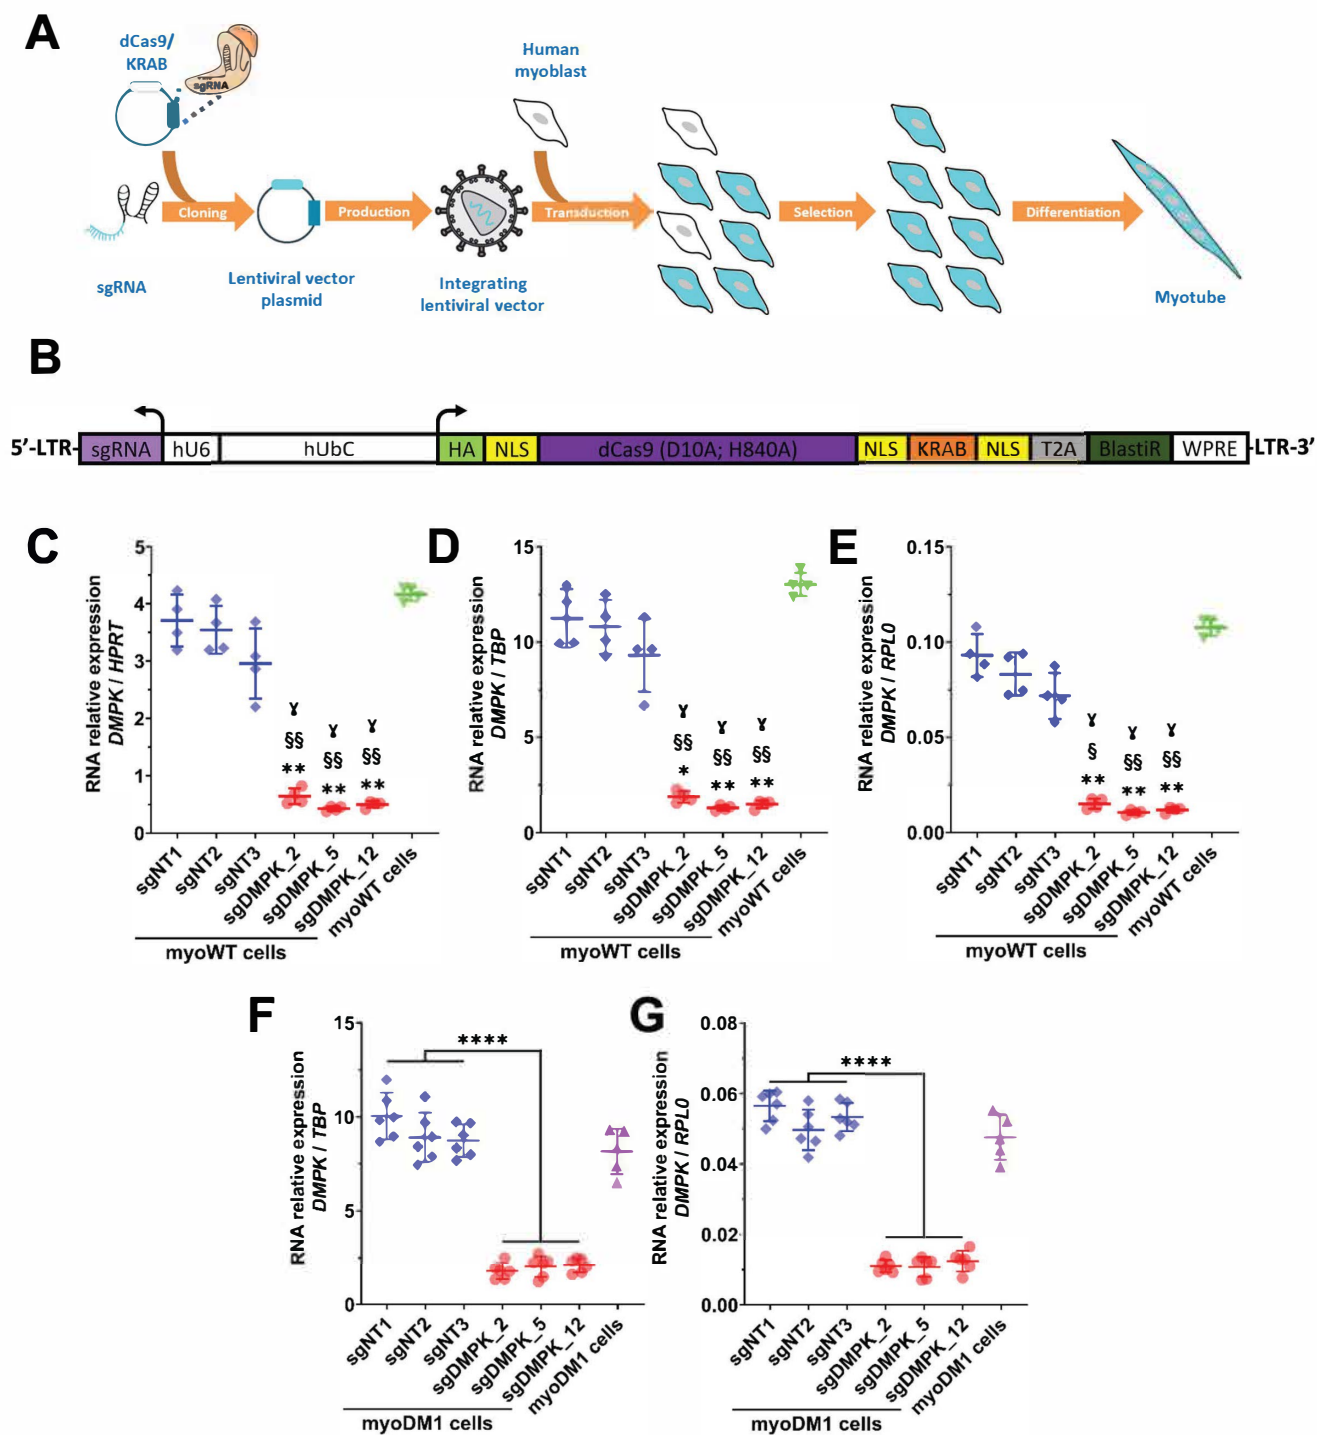 A
dCas9/
KRAB
sgRNA
Human
myoblast
Cloning
Production
Transduction
Selection
Differentiation
sgRNA
Lentiviral vector
plasmid
Integrating
lentiviral vector
Myotube
B
5’-LTR- sgRNA hU6 hUbC HA NLS dCas9 (D10A; H840A) NLS KRAB NLS T2A BlastiR WPRE -LTR-3’
C
RNA relative expression
DMPK / HPRT
5
4
3
2
1
0
ɣ ɣ ɣ
§§ §§ §§
** ** **
sgNT1
sgNT2
sgNT3
sgDMPK_2
sgDMPK_5
sgDMPK_12
myoWT cells
myoWT cells
D
RNA relative expression
DMPK / TBP
15
10
5
0
ɣ ɣ ɣ
§§ §§ §§
* ** **
sgNT1
sgNT2
sgNT3
sgDMPK_2
sgDMPK_5
sgDMPK_12
myoWT cells
myoWT cells
E
RNA relative expression
DMPK / RPL0
0.15
0.10
0.05
0.00
ɣ ɣ ɣ
§ §§ §§
** ** **
sgNT1
sgNT2
sgNT3
sgDMPK_2
sgDMPK_5
sgDMPK_12
myoWT cells
myoWT cells
F
RNA relative expression
DMPK / TBP
15
10
5
0
****
sgNT1
sgNT2
sgNT3
sgDMPK_2
sgDMPK_5
sgDMPK_12
myoDM1 cells
myoDM1 cells
G
RNA relative expression
DMPK / RPL0
0.08
0.06
0.04
0.02
0.00
****
sgNT1
sgNT2
sgNT3
sgDMPK_2
sgDMPK_5
sgDMPK_12
myoDM1 cells
myoDM1 cells